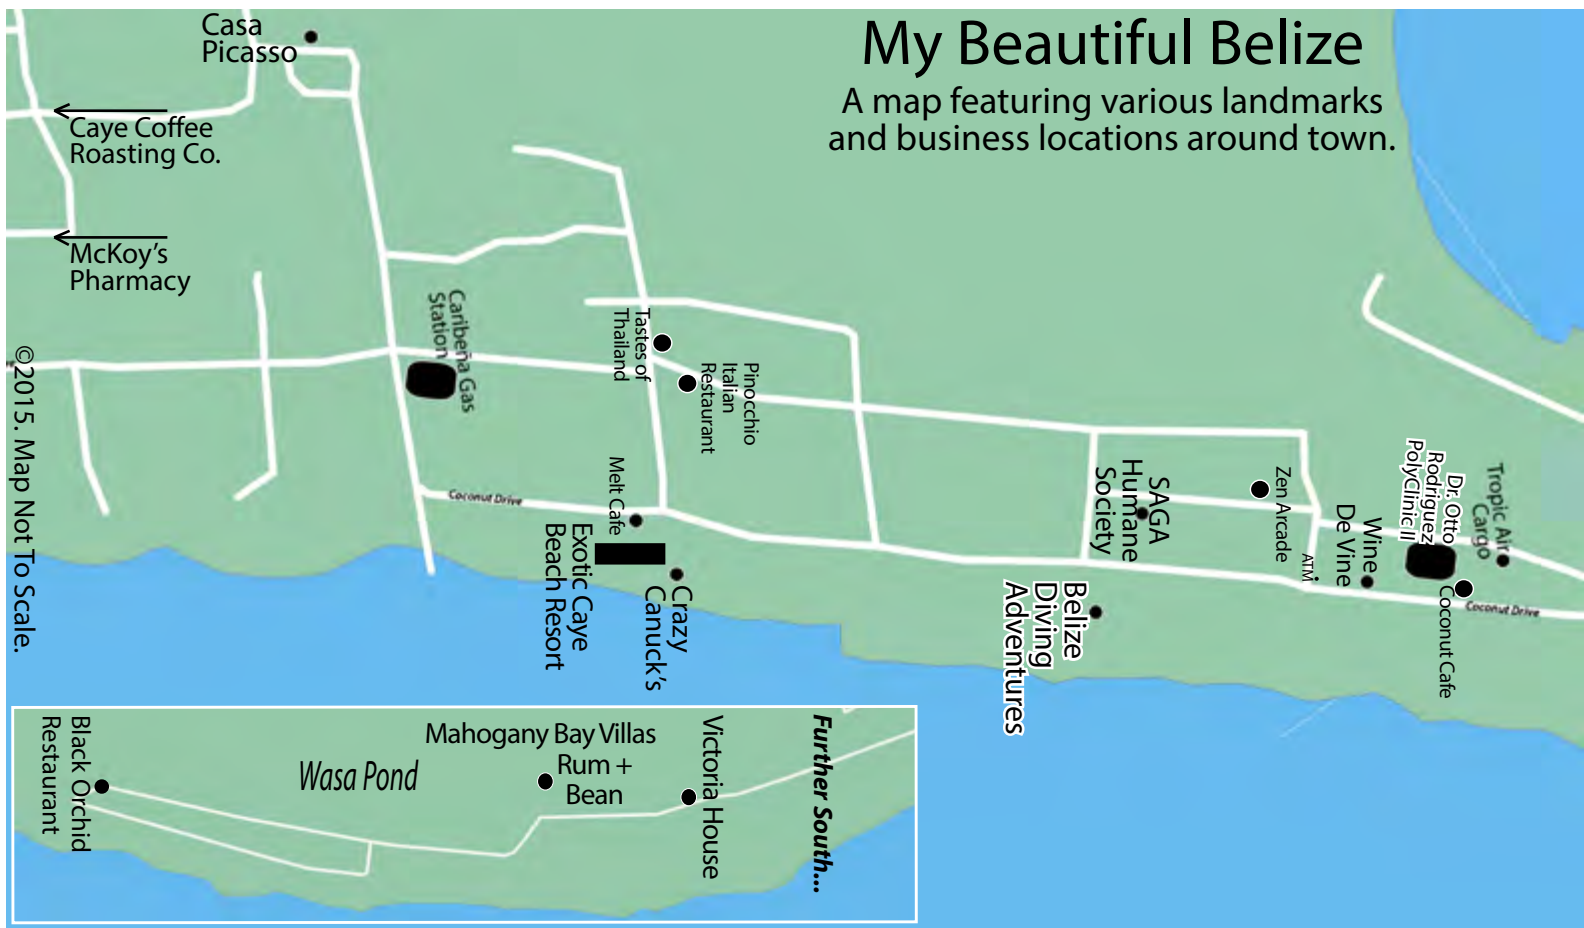 My Beautiful Belize
A map featuring various landmarks
and business locations around town.
Casa
Picasso
Caye Coffee
Roasting Co.
McKoy's
Pharmacy
©2015. Map Not To Scale.
Caribeña Gas
Station
Tastes of
Thailand
Pinocchio
Italian
Restaurant
Melt Cafe
Coconut Drive
Exotic Caye
Beach Resort
Crazy
Canuck's
SAGA
Humane
Society
Belize
Diving
Adventures
Zen Arcade
ATM
Wine
De Vine
Dr. Otto
Rodriguez
PolyClinic II
Tropic Air
Cargo
Coconut Cafe
Coconut Drive
Further South...
Victoria House
Mahogany Bay Villas
Rum +
Bean
Wasa Pond
Black Orchid
Restaurant